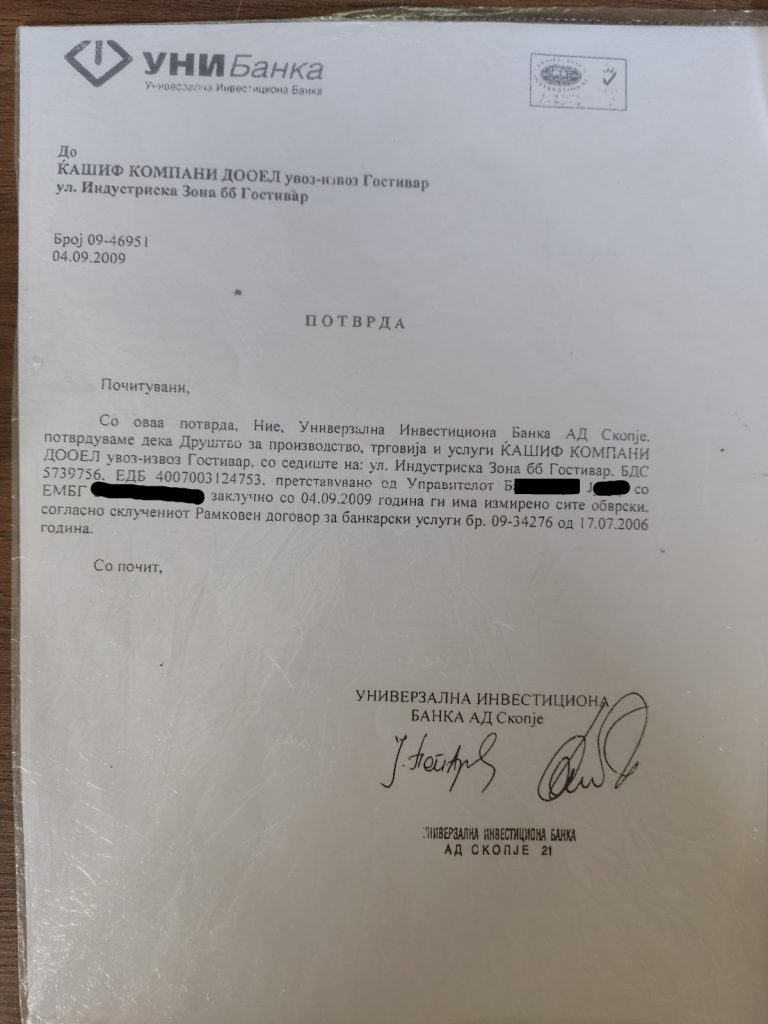 УНИБанка
Универзална Инвестициона Банка
До
ЌАШИФ КОМПАНИ ДООЕЛ увоз-извоз Гостивар
ул. Индустриска Зона бб Гостивар
Број 09-46951
04.09.2009
ПОТВРДА
Почитувани,
Со оваа потврда, Ние, Универзална Инвестициона Банка АД Скопје,
потврдуваме дека Друштво за производство, трговија и услуги ЌАШИФ КОМПАНИ
ДООЕЛ увоз-извоз Гостивар, со седиште на: ул. Индустриска Зона бб Гостивар, БДС
5739756, ЕДБ 4007003124753, претставувано од Управителот Б Ј со
ЕМБГ заклучно со 04.09.2009 година ги има измирено сите обврски,
согласно склучениот Рамковен договор за банкарски услуги бр. 09-34276 од 17.07.2006
година.
Со почит,
УНИВЕРЗАЛНА ИНВЕСТИЦИОНА
БАНКА АД Скопје
УНИВЕРЗАЛНА ИНВЕСТИЦИОНА БАНКА
АД СКОПЈЕ 21